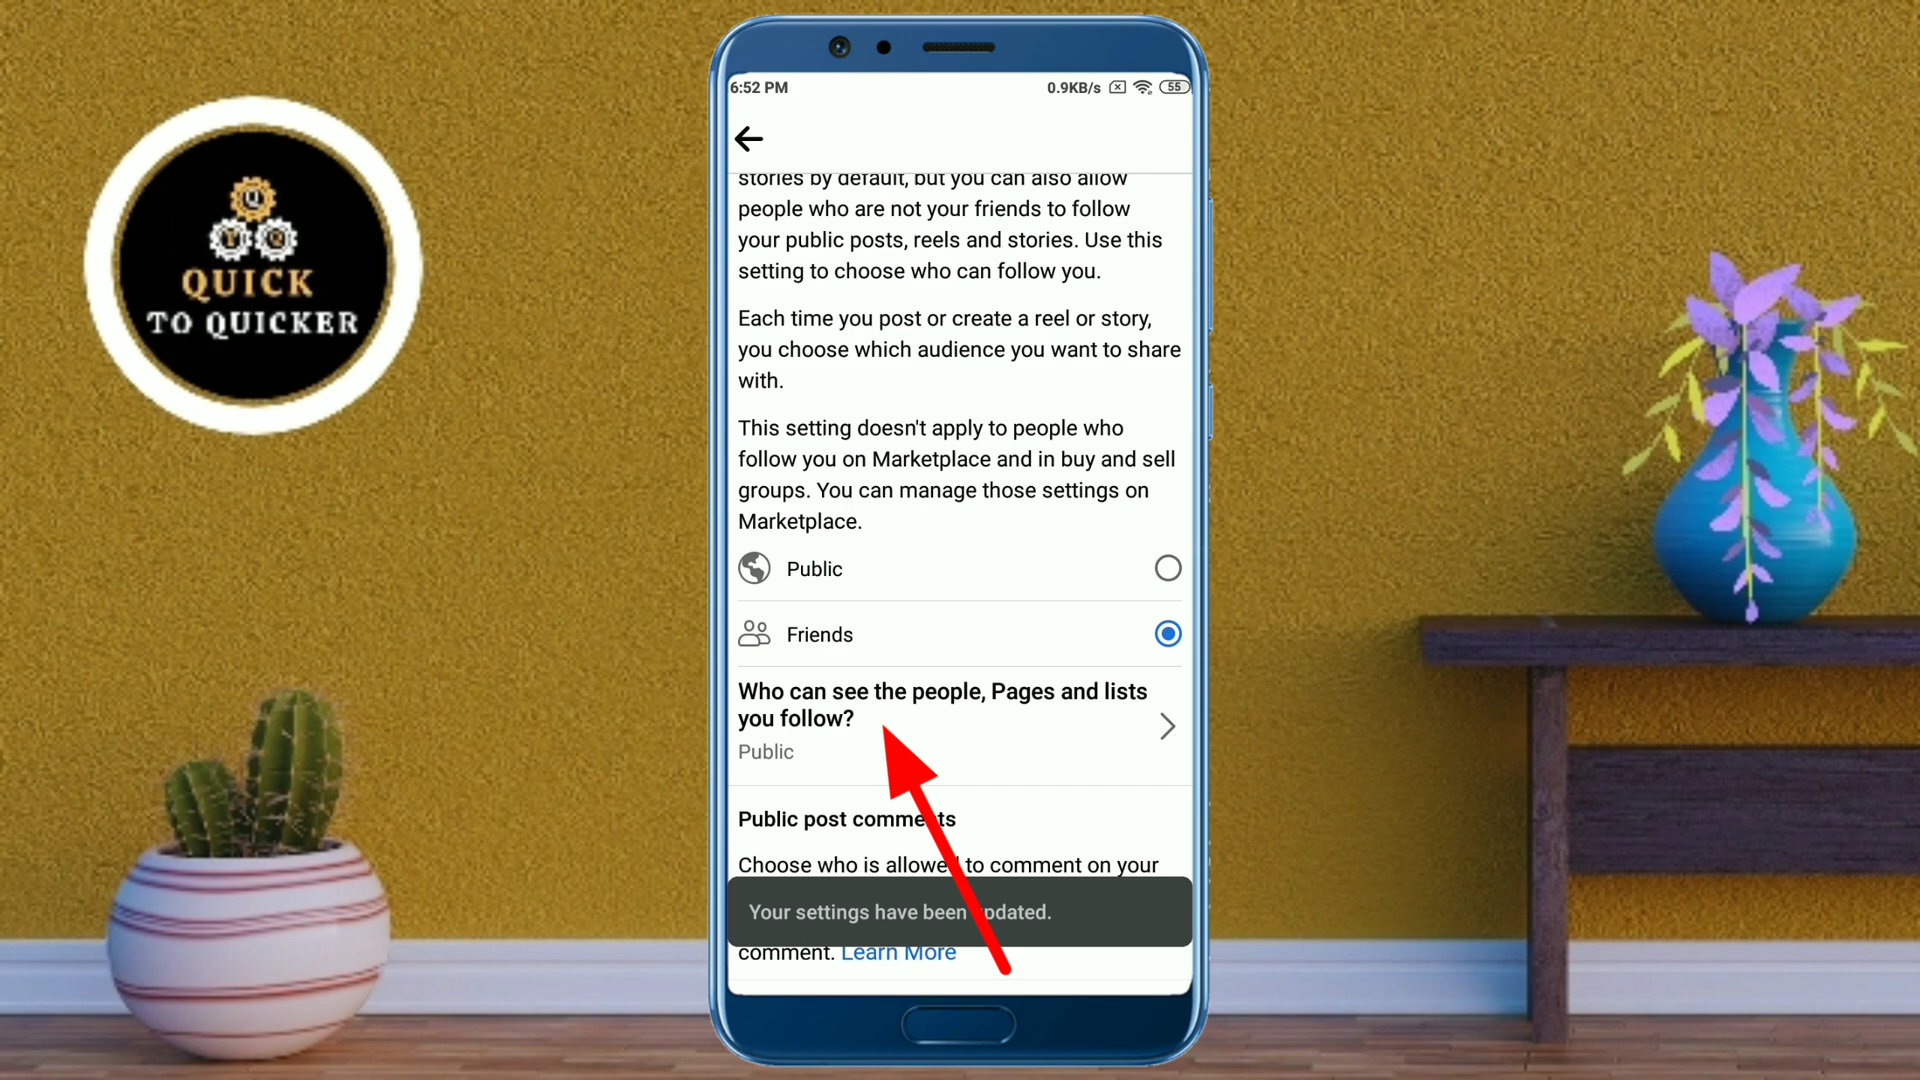 6:52 PM
0.9KB/s
55
stories by default, but you can also allow
people who are not your friends to follow
your public posts, reels and stories. Use this
setting to choose who can follow you.
Each time you post or create a reel or story,
you choose which audience you want to share
with.
This setting doesn't apply to people who
follow you on Marketplace and in buy and sell
groups. You can manage those settings on
Marketplace.
Public
Friends
Who can see the people, Pages and lists
you follow?
Public
Public post comments
Choose who is allowed to comment on your
Your settings have been updated.
comment. Learn More
Q
T Q
QUICK
TO QUICKER